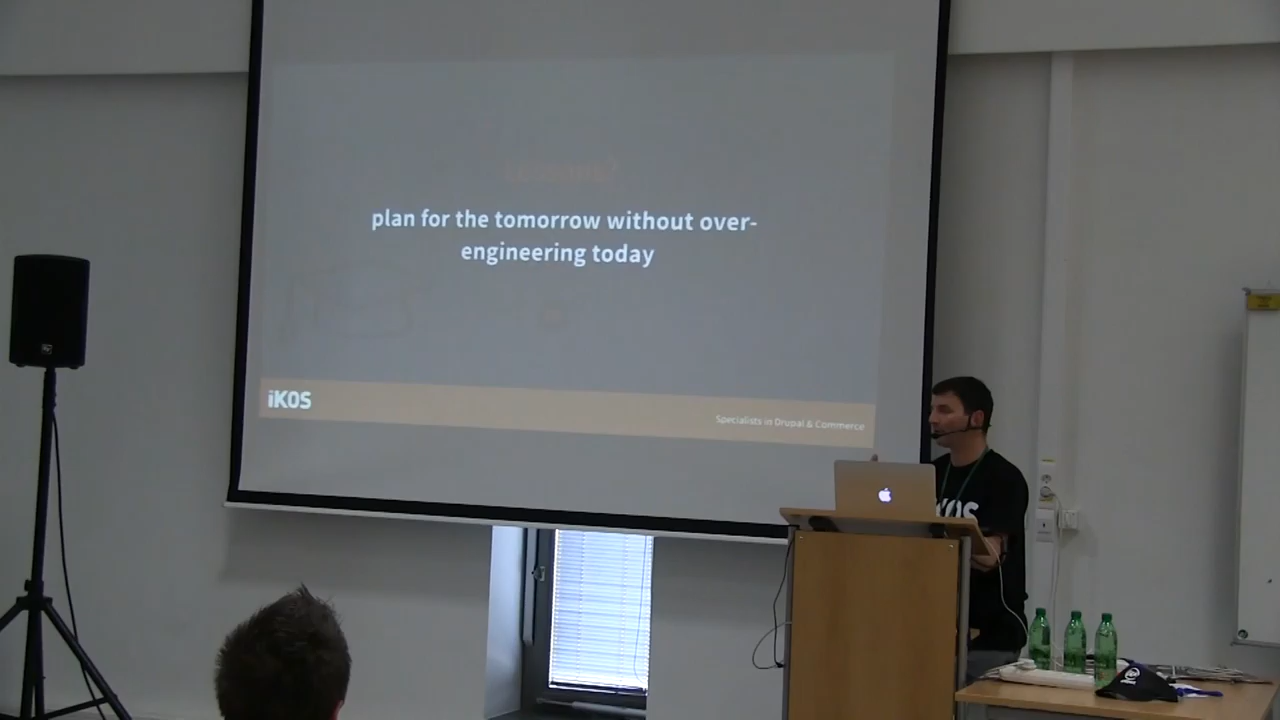 plan for the tomorrow without over-
engineering today
iKOS
Specialists in Drupal & Commerce